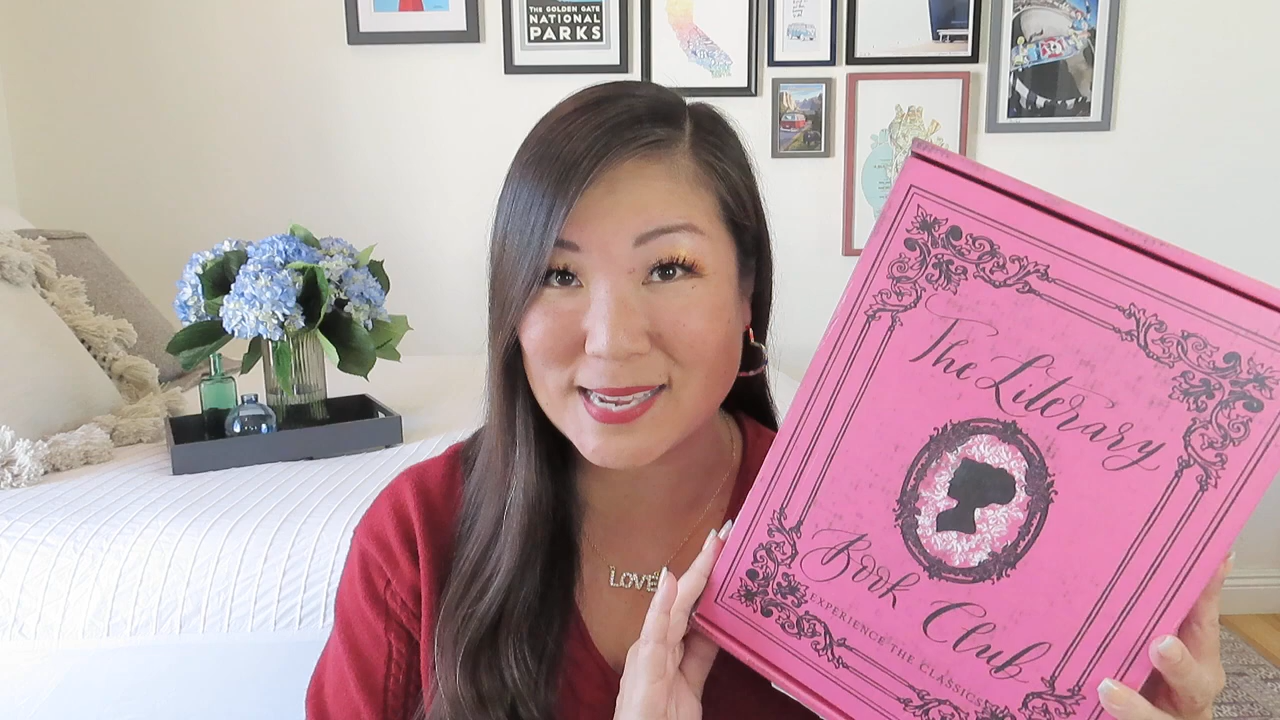 THE GOLDEN GATE
NATIONAL
PARKS
The Literary
Book Club
EXPERIENCE THE CLASSICS
LOVE